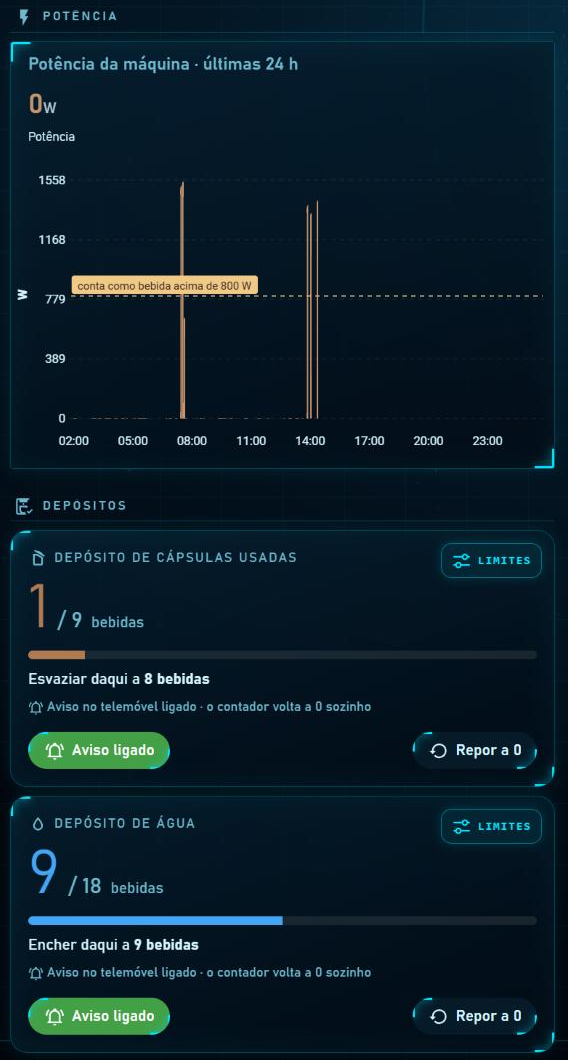 POTÊNCIA
Potência da máquina · últimas 24 h
0W
Potência
1558
1168
conta como bebida acima de 800 W
W
779
389
0
02:00 05:00 08:00 11:00 14:00 17:00 20:00 23:00
DEPÓSITOS
DEPÓSITO DE CÁPSULAS USADAS
LIMITES
1 / 9 bebidas
Esvaziar daqui a 8 bebidas
Aviso no telemóvel ligado · o contador volta a 0 sozinho
Aviso ligado
Repor a 0
DEPÓSITO DE ÁGUA
LIMITES
9 / 18 bebidas
Encher daqui a 9 bebidas
Aviso no telemóvel ligado · o contador volta a 0 sozinho
Aviso ligado
Repor a 0